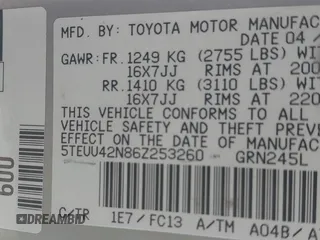 MFD. BY: TOYOTA MOTOR MANUFAC
DATE 04/
GAWR: FR. 1249 KG (2755 LBS) WIT
16X7JJ RIMS AT 200
RR. 1410 KG (3110 LBS) WIT
16X7JJ RIMS AT 220
THIS VEHICLE CONFORMS TO ALL
VEHICLE SAFETY AND THEFT PREV
EFFECT ON THE DATE OF MANUFAC
5TEUU42N86Z253260 GRN245L
C/TR 1E7/FC13 A/TM A04B/A
600
DREAMBID